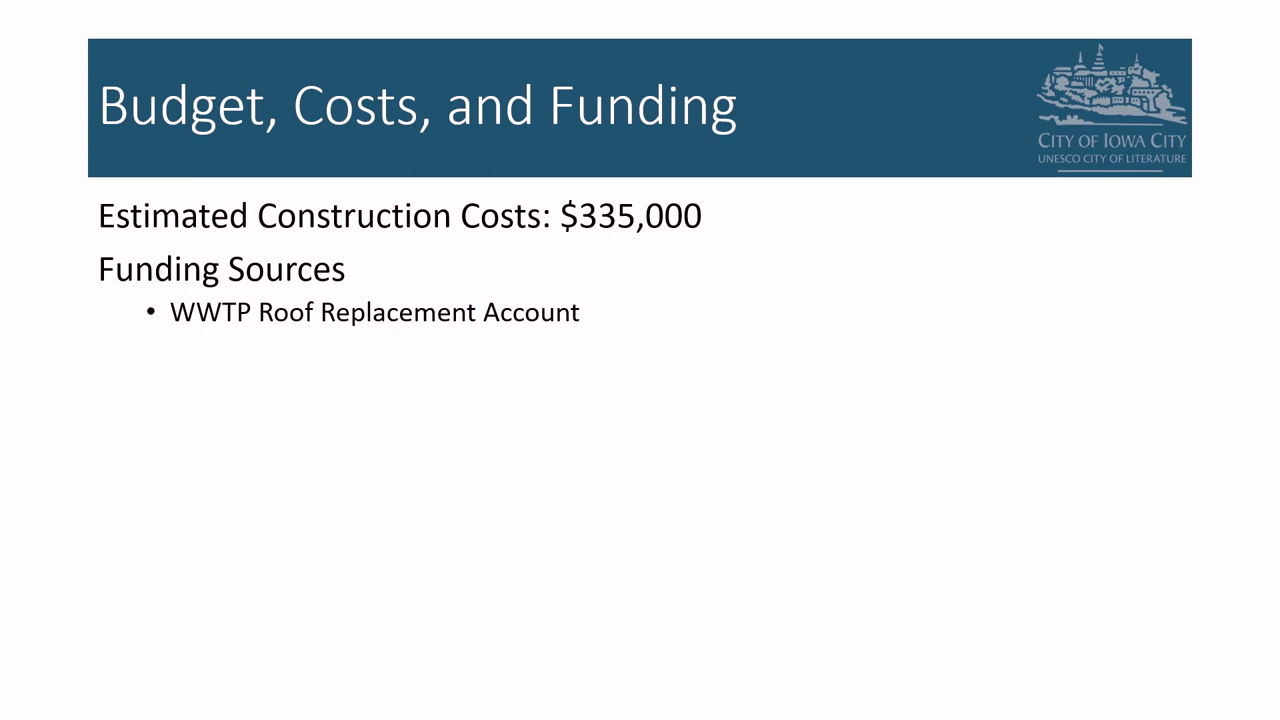 Budget, Costs, and Funding
CITY OF IOWA CITY
UNESCO CITY OF LITERATURE
Estimated Construction Costs: $335,000
Funding Sources
• WWTP Roof Replacement Account